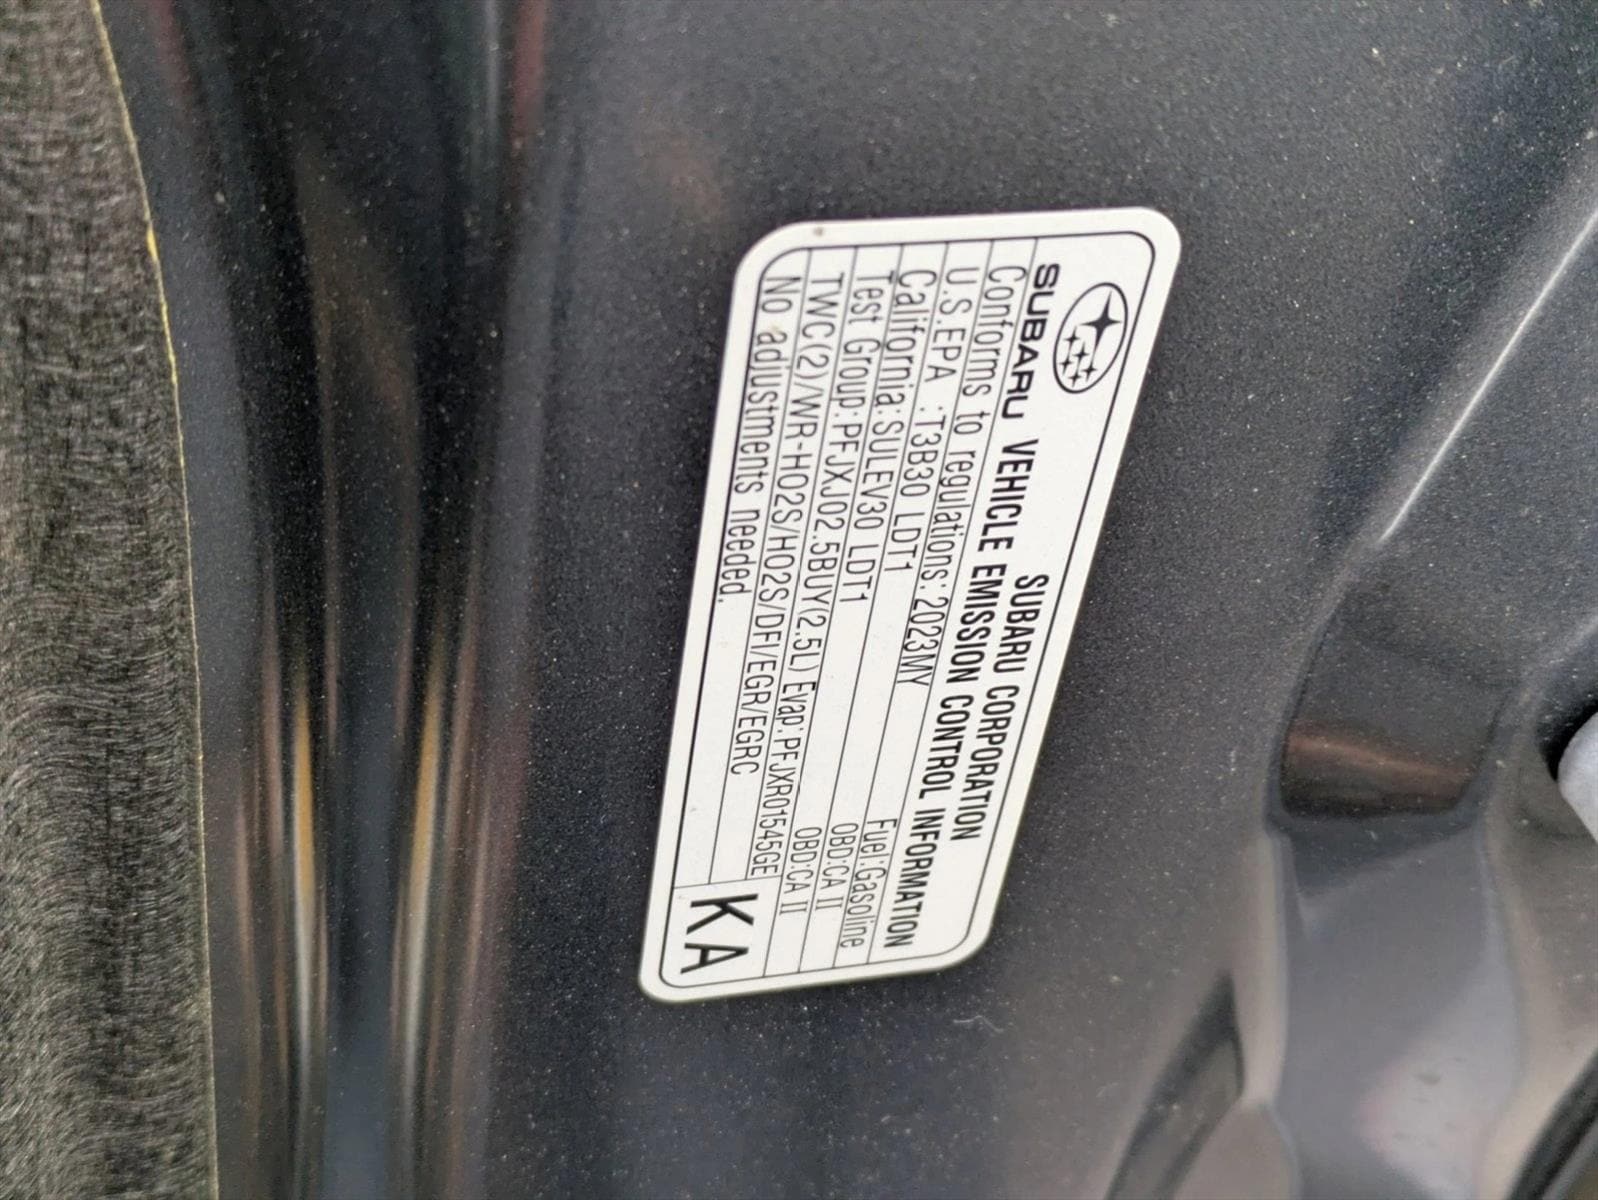 SUBARU CORPORATION
SUBARU VEHICLE EMISSION CONTROL INFORMATION
Conforms to regulations:2023MY Fuel:Gasoline
U.S.EPA :T3B30 LDT1 OBD:CA II
California:SULEV30 LDT1 OBD:CA II
Test Group:PFJXJ02.5BUY(2.5L) Evap:PFJXR01545GE
TWC(2)/WR-HO2S/HO2S/DFI/EGR/EGRC
No adjustments needed.
KA